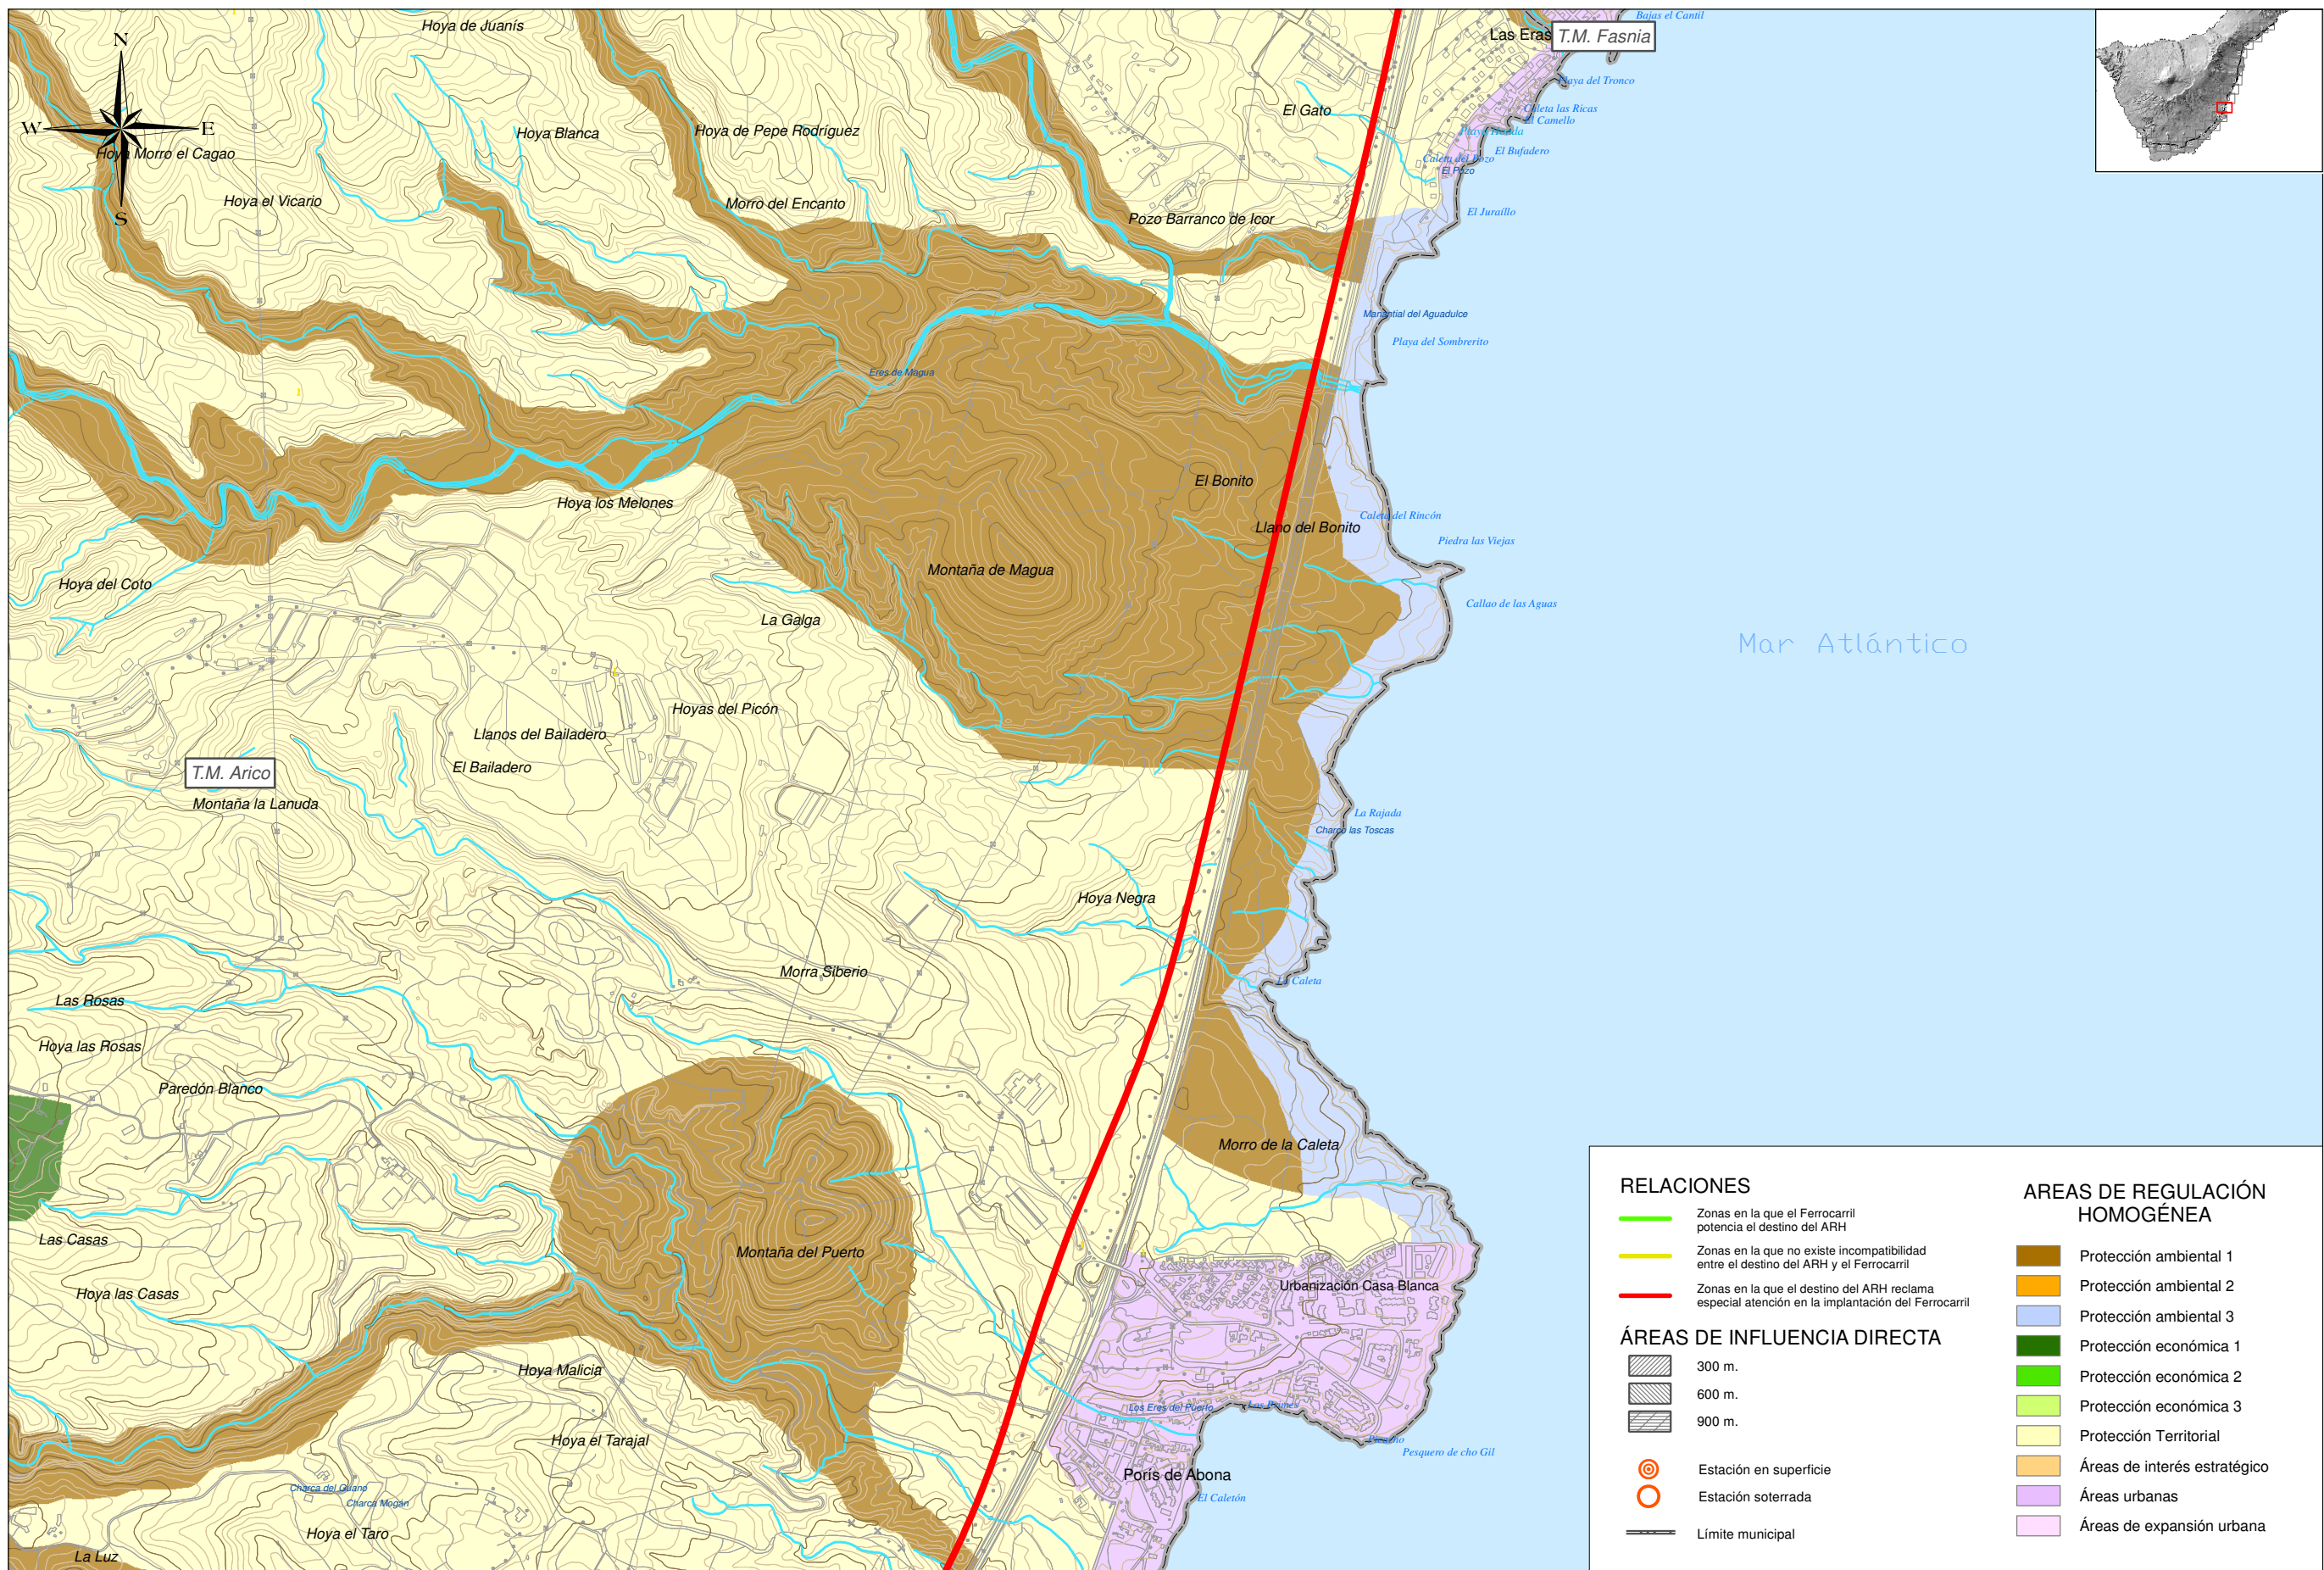 Hoya de Juanís
Bajas el Cantil
Las Eras
T.M. Fasnia
N
W
E
S
Playa del Tronco
Caleta las Ricas
El Camello
El Gato
Hoya Blanca
Hoya de Pepe Rodríguez
Playa Honda
El Bufadero
Hoya Morro el Cagao
Caleta del Pozo
El Pozo
Hoya el Vicario
Morro del Encanto
Pozo Barranco de Icor
El Juraíllo
Manantial del Aguadulce
Playa del Sombrerito
Eres de Magua
El Bonito
Hoya los Melones
Llano del Bonito
Caleta del Rincón
Piedra las Viejas
Hoya del Coto
Montaña de Magua
Callao de las Aguas
La Galga
Mar Atlántico
Hoyas del Picón
Llanos del Bailadero
El Bailadero
T.M. Arico
Montaña la Lanuda
La Rajada
Charco las Toscas
Hoya Negra
Morra Siberio
La Caleta
Las Rosas
Hoya las Rosas
Paredón Blanco
Morro de la Caleta
Las Casas
Montaña del Puerto
Hoya las Casas
Urbanización Casa Blanca
Hoya Malicia
Los Eres del Puerto
Hoya el Tarajal
Pesquero de cho Gil
Porís de Abona
Charca del Guano
Charca Mogán
El Caletón
Hoya el Taro
La Luz
RELACIONES
Zonas en la que el Ferrocarril
potencia el destino del ARH
Zonas en la que no existe incompatibilidad
entre el destino del ARH y el Ferrocarril
Zonas en la que el destino del ARH reclama
especial atención en la implantación del Ferrocarril
ÁREAS DE INFLUENCIA DIRECTA
300 m.
600 m.
900 m.
Estación en superficie
Estación soterrada
Límite municipal
AREAS DE REGULACIÓN
HOMOGÉNEA
Protección ambiental 1
Protección ambiental 2
Protección ambiental 3
Protección económica 1
Protección económica 2
Protección económica 3
Protección Territorial
Áreas de interés estratégico
Áreas urbanas
Áreas de expansión urbana